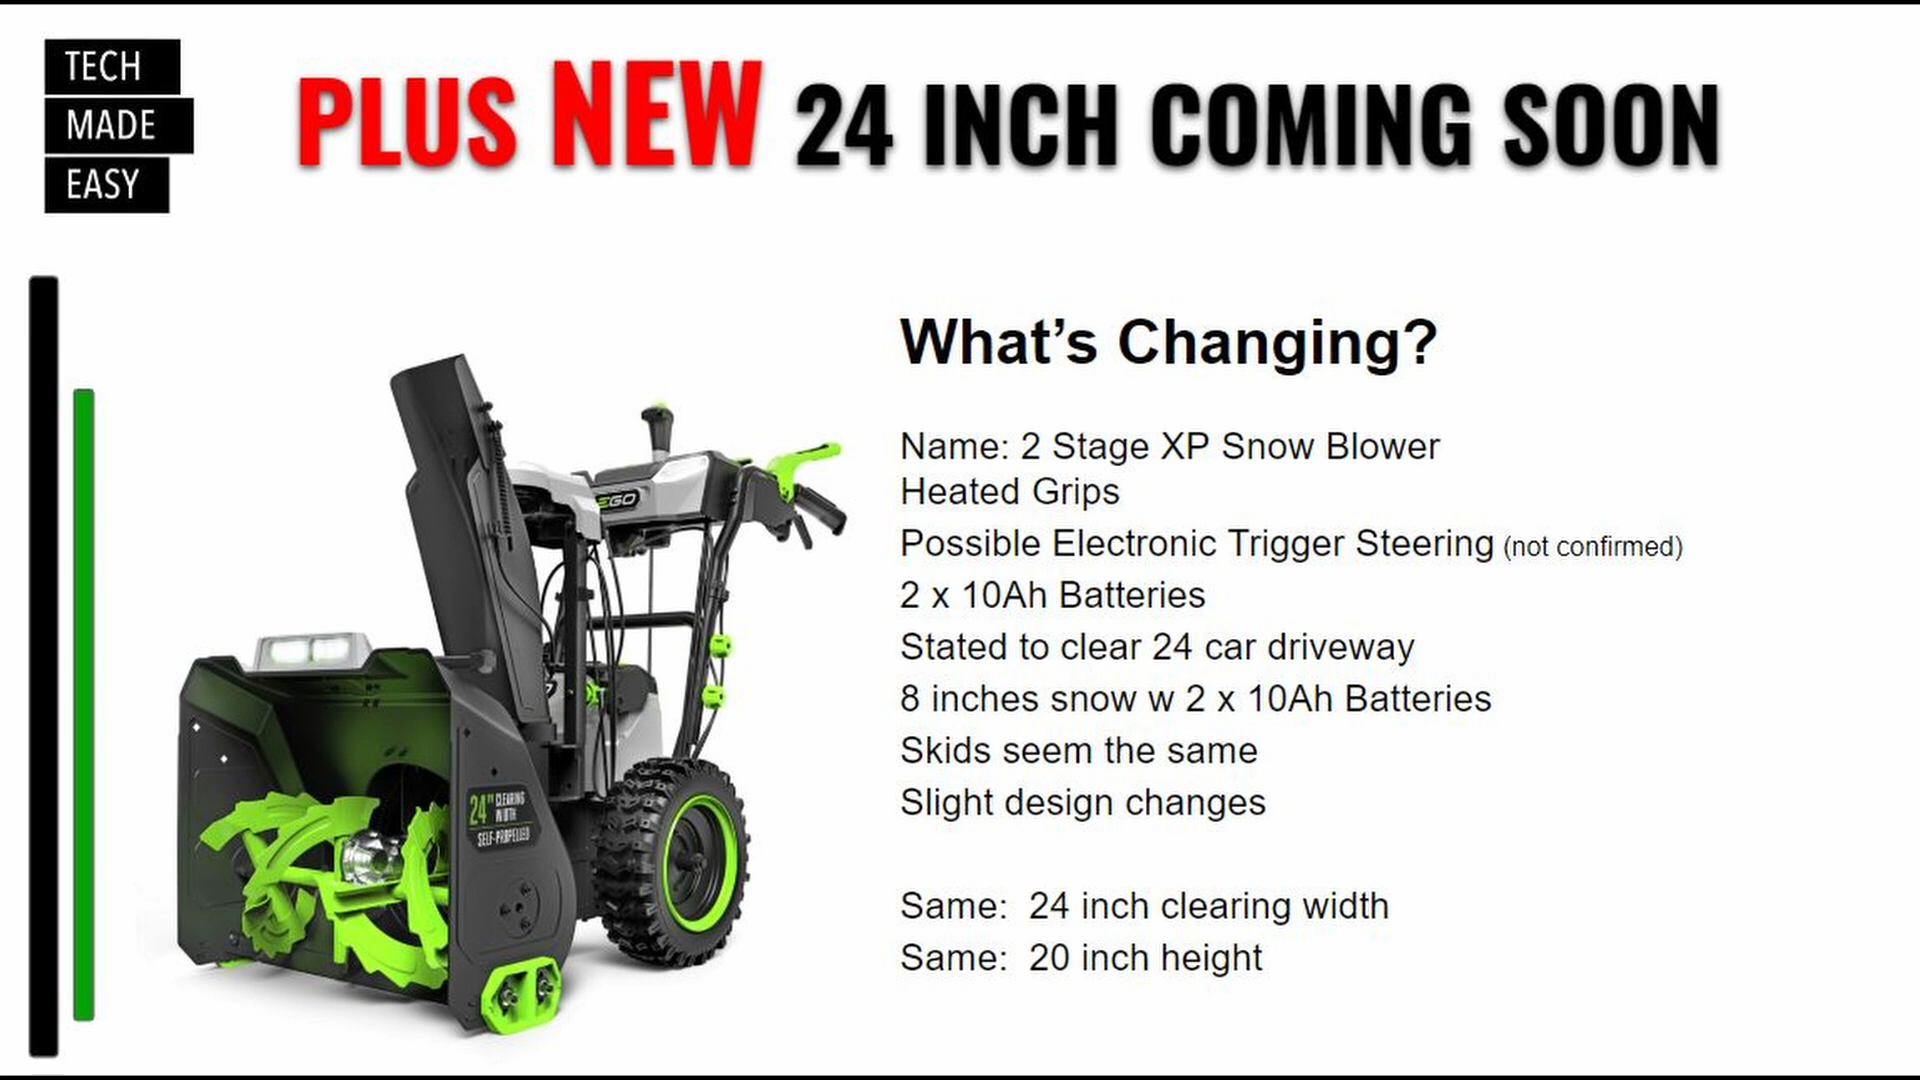 TECH
MADE
EASY
PLUS NEW 24 INCH COMING SOON
What’s Changing?
Name: 2 Stage XP Snow Blower
Heated Grips
Possible Electronic Trigger Steering (not confirmed)
2 x 10Ah Batteries
Stated to clear 24 car driveway
8 inches snow w 2 x 10Ah Batteries
Skids seem the same
Slight design changes
Same: 24 inch clearing width
Same: 20 inch height
EGO
24" CLEARING
WIDTH
SELF-PROPELLED